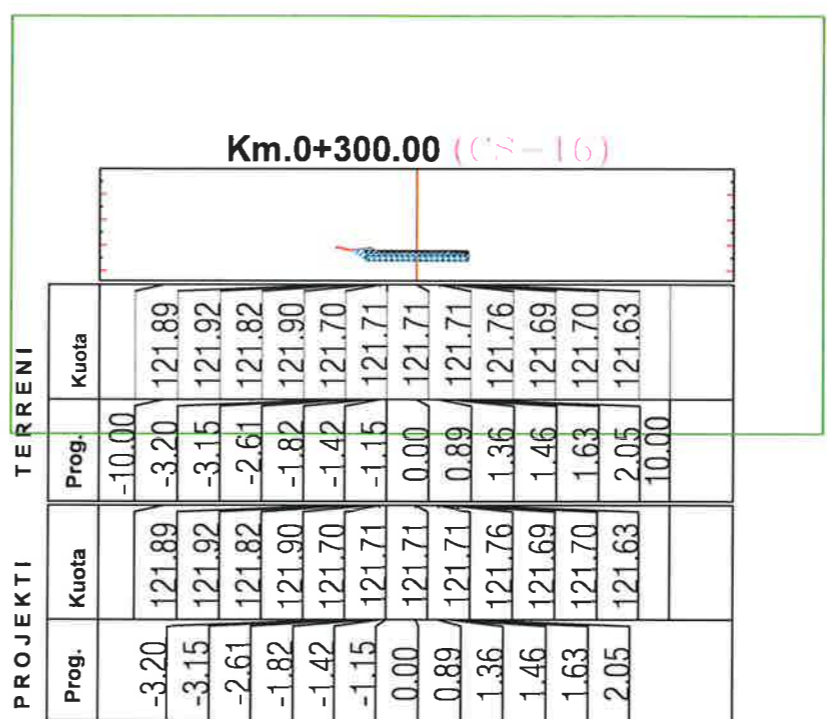 Km.0+300.00 (CS-16)
TERRENI
Kuota
121.89 121.92 121.82 121.90 121.70 121.71 121.71 121.71 121.76 121.69 121.70 121.63
Prog.
-10.00 -3.20 -3.15 -2.61 -1.82 -1.42 -1.15 0.00 0.89 1.36 1.46 1.63 2.05 10.00
PROJEKTI
Kuota
121.89 121.92 121.82 121.90 121.70 121.71 121.71 121.71 121.76 121.69 121.70 121.63
Prog.
-3.20 -3.15 -2.61 -1.82 -1.42 -1.15 0.00 0.89 1.36 1.46 1.63 2.05